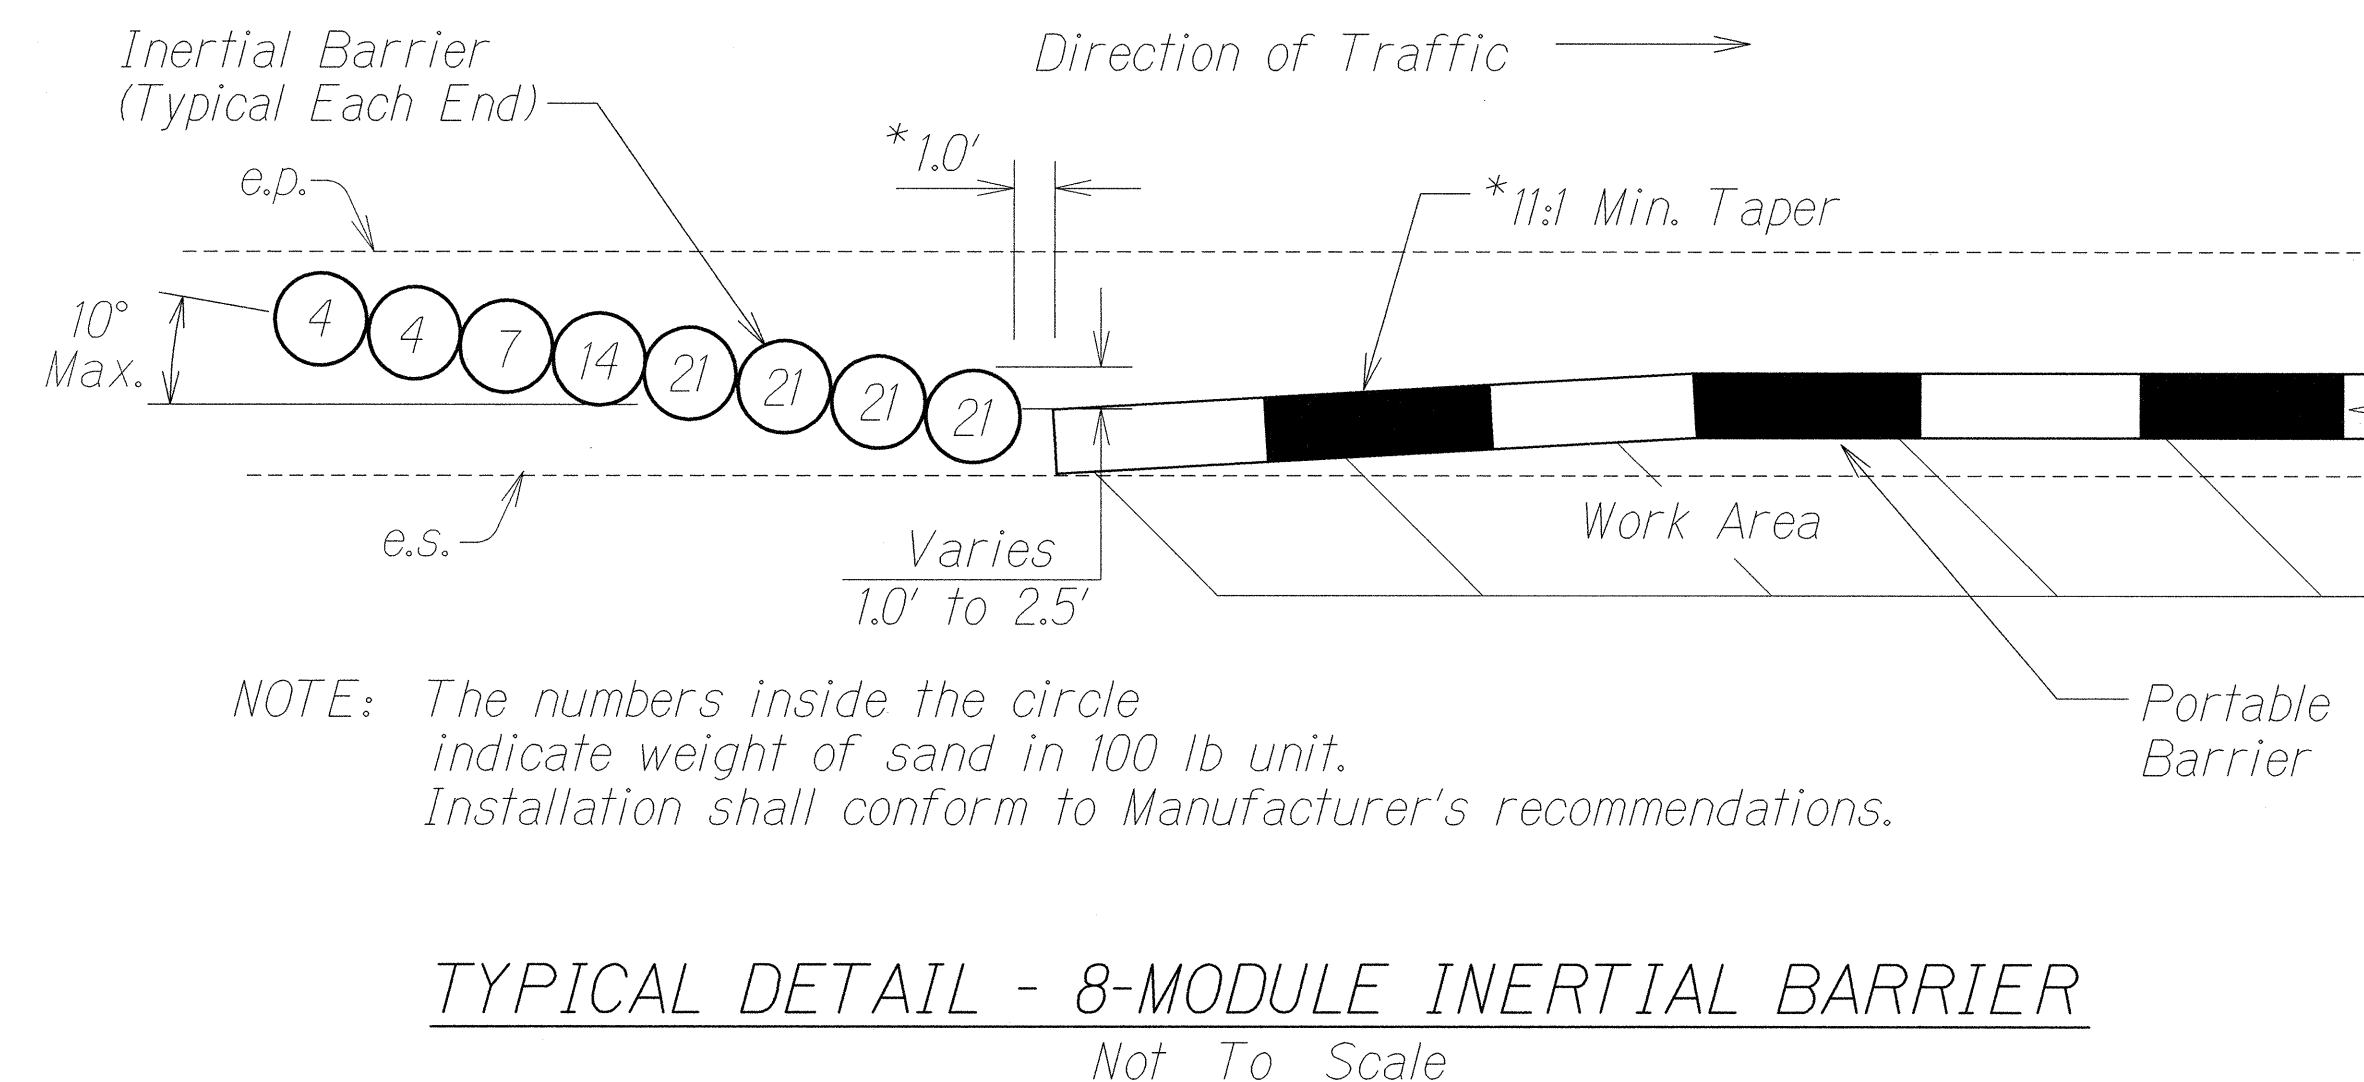 Inertial Barrier
(Typical Each End)
Direction of Traffic
*1.0'
e.p.
*11:1 Min. Taper
10°
Max.
4 4 7 14 21 21 21 21
e.s.
Work Area
Varies
1.0' to 2.5'
Portable
Barrier
NOTE: The numbers inside the circle
indicate weight of sand in 100 lb unit.
Installation shall conform to Manufacturer's recommendations.
TYPICAL DETAIL - 8-MODULE INERTIAL BARRIER
Not To Scale